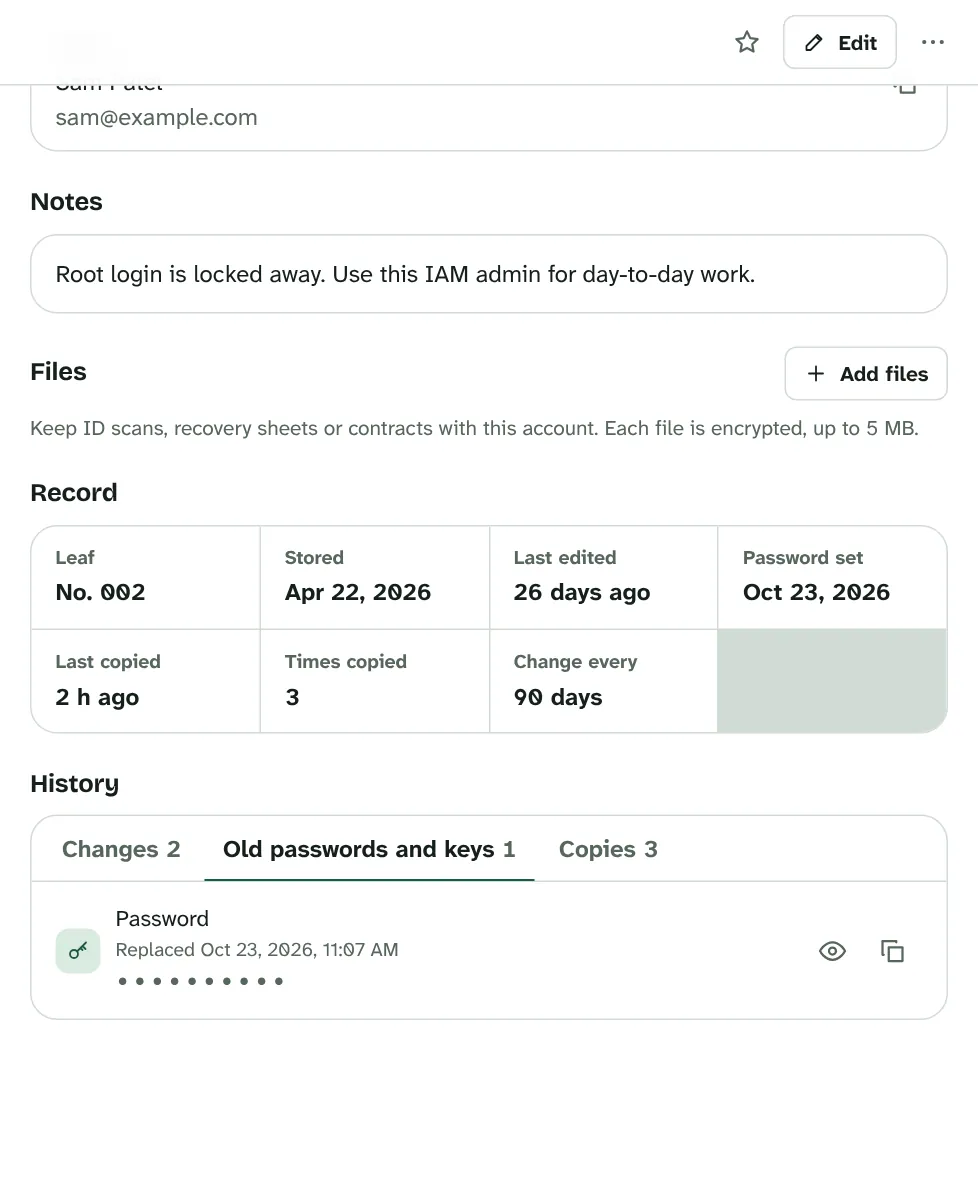 Edit
Sam Patel
sam@example.com
Notes
Root login is locked away. Use this IAM admin for day-to-day work.
Files
Add files
Keep ID scans, recovery sheets or contracts with this account. Each file is encrypted, up to 5 MB.
Record
Leaf
No. 002
Stored
Apr 22, 2026
Last edited
26 days ago
Password set
Oct 23, 2026
Last copied
2 h ago
Times copied
3
Change every
90 days
History
Changes 2
Old passwords and keys 1
Copies 3
Password
Replaced Oct 23, 2026, 11:07 AM